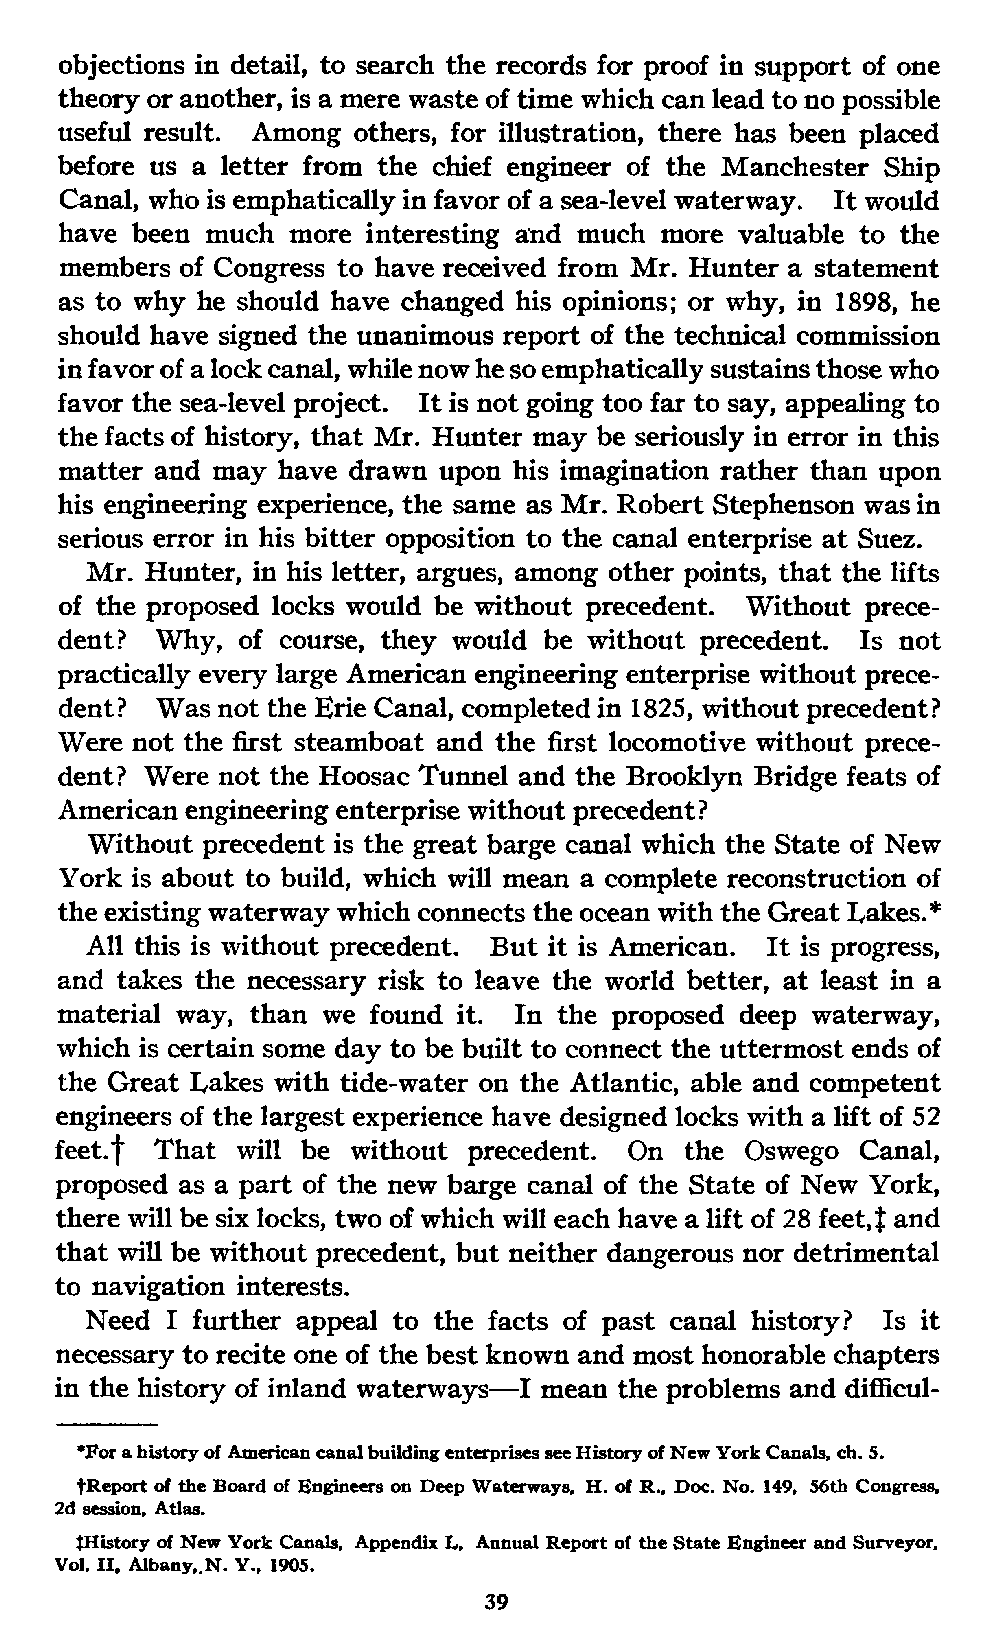 objections in detail, to search the records for proof in support of one
theory or another, is a mere waste of time which can lead to no possible
useful result. Among others, for illustration, there has been placed
before us a letter from the chief engineer of the Manchester Ship
Canal, who is emphatically in favor of a sea-level waterway. It would
have been much more interesting and much more valuable to the
members of Congress to have received from Mr. Hunter a statement
as to why he should have changed his opinions; or why, in 1898, he
should have signed the unanimous report of the technical commission
in favor of a lock canal, while now he so emphatically sustains those who
favor the sea-level project. It is not going too far to say, appealing to
the facts of history, that Mr. Hunter may be seriously in error in this
matter and may have drawn upon his imagination rather than upon
his engineering experience, the same as Mr. Robert Stephenson was in
serious error in his bitter opposition to the canal enterprise at Suez.
Mr. Hunter, in his letter, argues, among other points, that the lifts
of the proposed locks would be without precedent. Without prece-
dent? Why, of course, they would be without precedent. Is not
practically every large American engineering enterprise without prece-
dent? Was not the Erie Canal, completed in 1825, without precedent?
Were not the first steamboat and the first locomotive without prece-
dent? Were not the Hoosac Tunnel and the Brooklyn Bridge feats of
American engineering enterprise without precedent?
Without precedent is the great barge canal which the State of New
York is about to build, which will mean a complete reconstruction of
the existing waterway which connects the ocean with the Great Lakes.*
All this is without precedent. But it is American. It is progress,
and takes the necessary risk to leave the world better, at least in a
material way, than we found it. In the proposed deep waterway,
which is certain some day to be built to connect the uttermost ends of
the Great Lakes with tide-water on the Atlantic, able and competent
engineers of the largest experience have designed locks with a lift of 52
feet.† That will be without precedent. On the Oswego Canal,
proposed as a part of the new barge canal of the State of New York,
there will be six locks, two of which will each have a lift of 28 feet,‡ and
that will be without precedent, but neither dangerous nor detrimental
to navigation interests.
Need I further appeal to the facts of past canal history? Is it
necessary to recite one of the best known and most honorable chapters
in the history of inland waterways—I mean the problems and difficul-
*For a history of American canal building enterprises see History of New York Canals, ch. 5.
†Report of the Board of Engineers on Deep Waterways, H. of R., Doc. No. 149, 56th Congress,
2d session, Atlas.
‡History of New York Canals, Appendix L, Annual Report of the State Engineer and Surveyor,
Vol. II, Albany, N. Y., 1905.
39